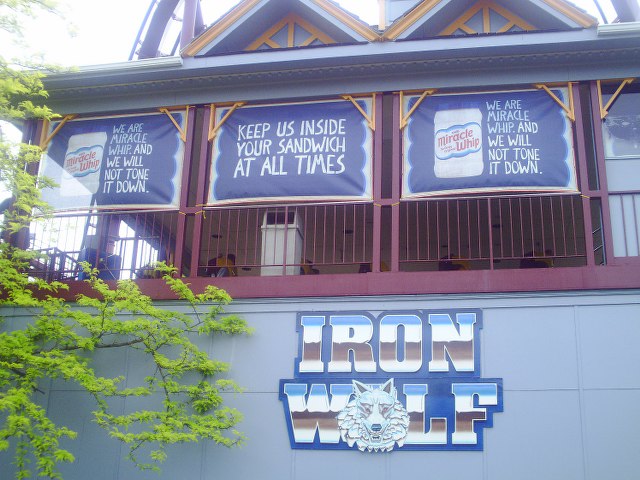 WE ARE
MIRACLE
WHIP. AND
WE WILL
NOT TONE
IT DOWN.
Miracle
Whip
KEEP US INSIDE
YOUR SANDWICH
AT ALL TIMES
WE ARE
MIRACLE
WHIP. AND
WE WILL
NOT TONE
IT DOWN.
Miracle
Whip
IRON
WOLF